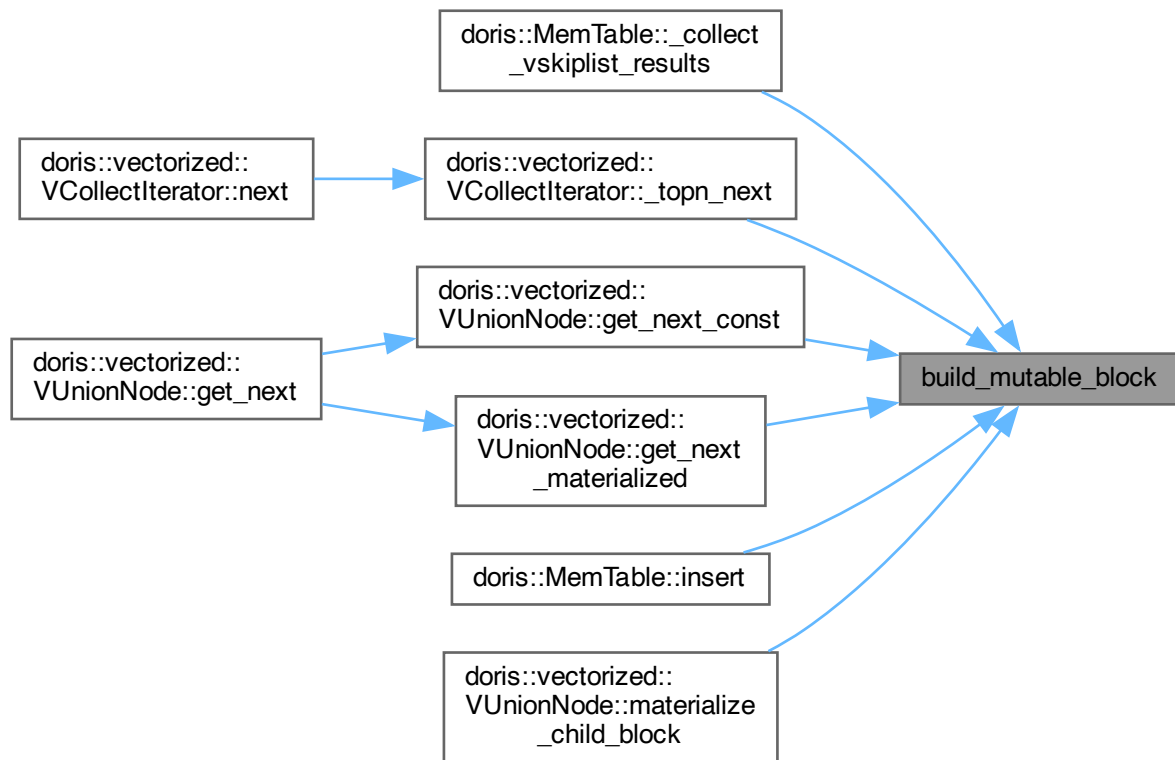 doris::MemTable::_collect
_vskiplist_results
doris::vectorized::
VCollectIterator::next
doris::vectorized::
VCollectIterator::_topn_next
doris::vectorized::
VUnionNode::get_next_const
doris::vectorized::
VUnionNode::get_next
build_mutable_block
doris::vectorized::
VUnionNode::get_next
_materialized
doris::MemTable::insert
doris::vectorized::
VUnionNode::materialize
_child_block